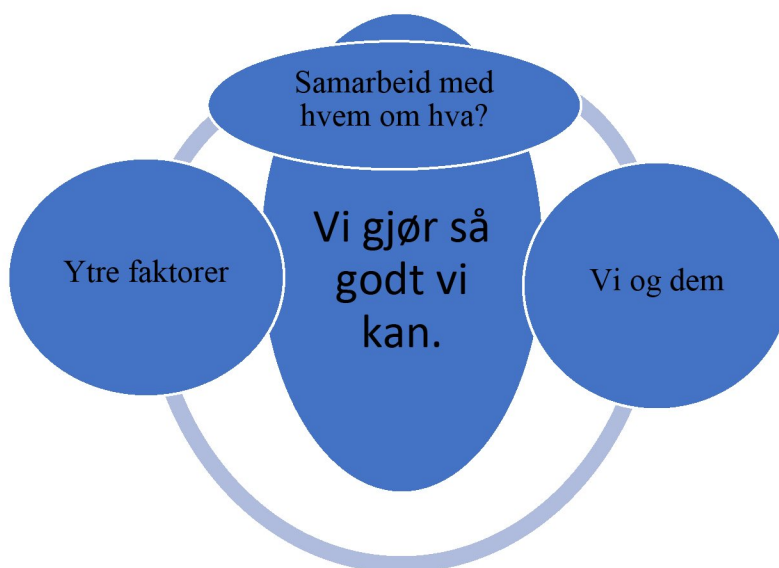 Samarbeid med
hvem om hva?
Ytre faktorer
Vi gjør så
godt vi
kan.
Vi og dem